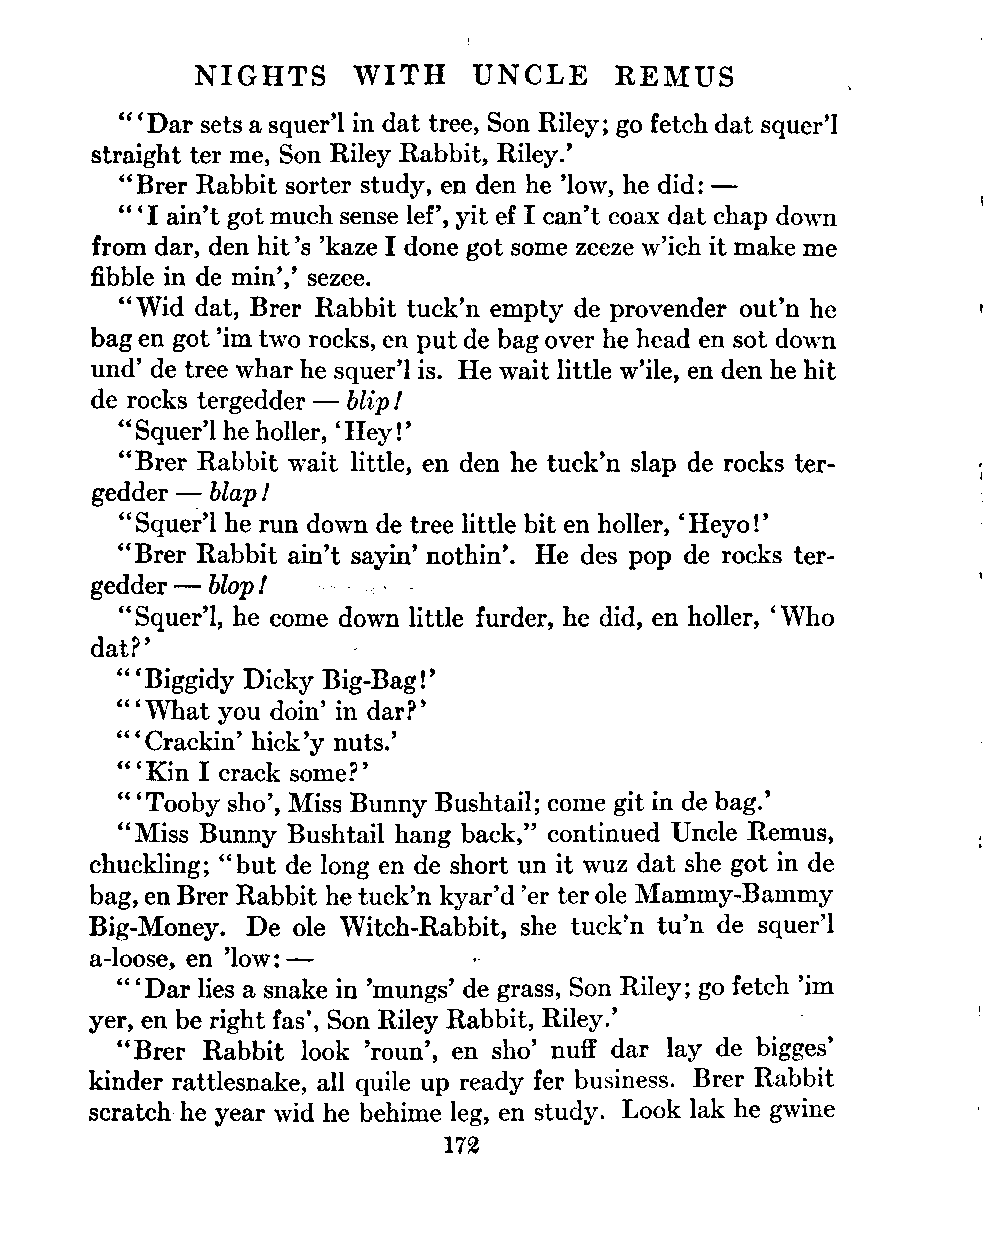 NIGHTS WITH UNCLE REMUS
“‘Dar sets a squer’l in dat tree, Son Riley; go fetch dat squer’l
straight ter me, Son Riley Rabbit, Riley.’
“Brer Rabbit sorter study, en den he ’low, he did: —
“‘I ain’t got much sense lef’, yit ef I can’t coax dat chap down
from dar, den hit ’s ’kaze I done got some zeeze w’ich it make me
fibble in de min’,’ sezee.
“Wid dat, Brer Rabbit tuck’n empty de provender out’n he
bag en got ’im two rocks, en put de bag over he head en sot down
und’ de tree whar he squer’l is. He wait little w’ile, en den he hit
de rocks tergedder — blip!
“Squer’l he holler, ‘Hey!’
“Brer Rabbit wait little, en den he tuck’n slap de rocks ter-
gedder — blap!
“Squer’l he run down de tree little bit en holler, ‘Heyo!’
“Brer Rabbit ain’t sayin’ nothin’. He des pop de rocks ter-
gedder — blop!
“Squer’l, he come down little furder, he did, en holler, ‘Who
dat?’
“‘Biggidy Dicky Big-Bag!’
“‘What you doin’ in dar?’
“‘Crackin’ hick’y nuts.’
“‘Kin I crack some?’
“‘Tooby sho’, Miss Bunny Bushtail; come git in de bag.’
“Miss Bunny Bushtail hang back,” continued Uncle Remus,
chuckling; “but de long en de short un it wuz dat she got in de
bag, en Brer Rabbit he tuck’n kyar’d ’er ter ole Mammy-Bammy
Big-Money. De ole Witch-Rabbit, she tuck’n tu’n de squer’l
a-loose, en ’low: —
“‘Dar lies a snake in ’mungs’ de grass, Son Riley; go fetch ’im
yer, en be right fas’, Son Riley Rabbit, Riley.’
“Brer Rabbit look ’roun’, en sho’ nuff dar lay de bigges’
kinder rattlesnake, all quile up ready fer business. Brer Rabbit
scratch he year wid he behime leg, en study. Look lak he gwine
172